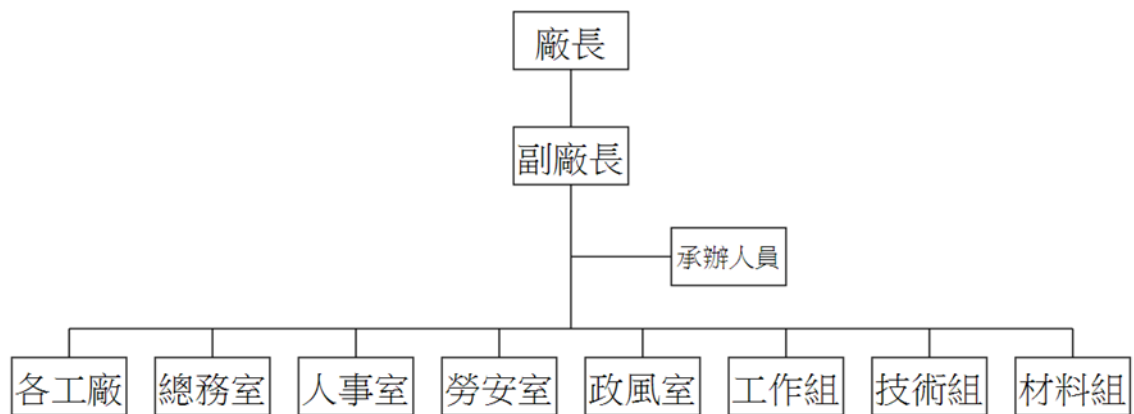 廠長
副廠長
承辦人員
各工廠
總務室
人事室
勞安室
政風室
工作組
技術組
材料組